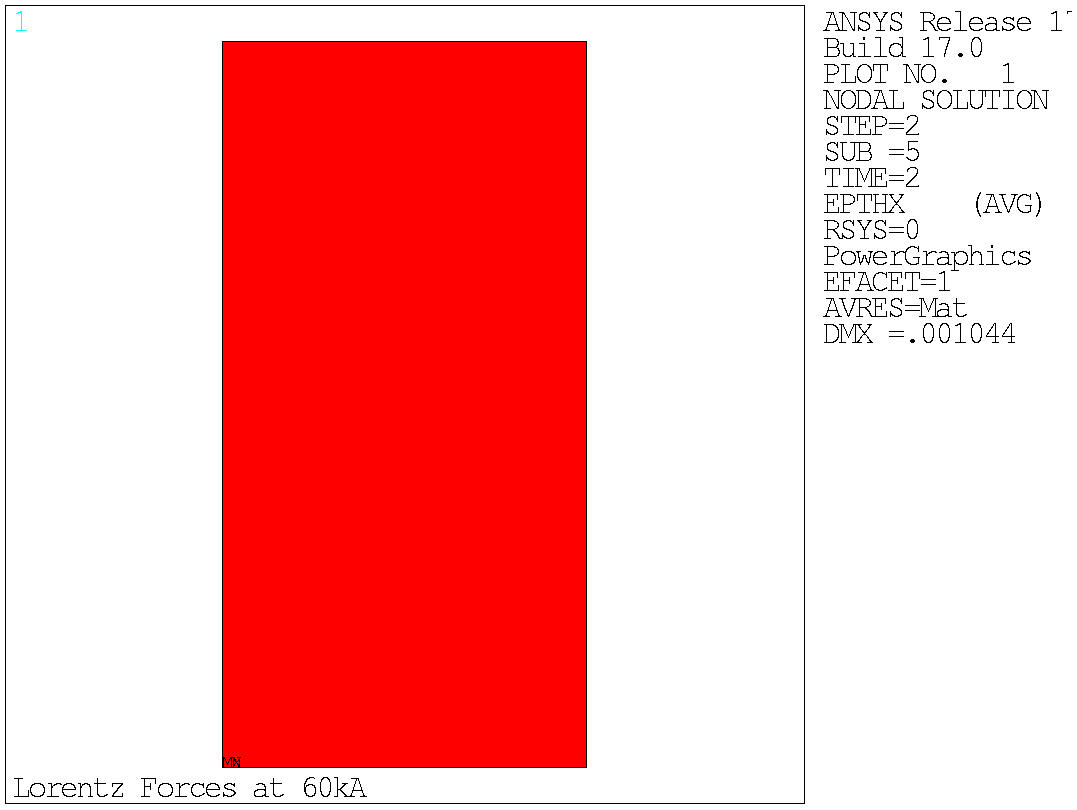 1
ANSYS Release 17
Build 17.0
PLOT NO. 1
NODAL SOLUTION
STEP=2
SUB =5
TIME=2
EPTHX (AVG)
RSYS=0
PowerGraphics
EFACET=1
AVRES=Mat
DMX =.001044
MN
Lorentz Forces at 60kA